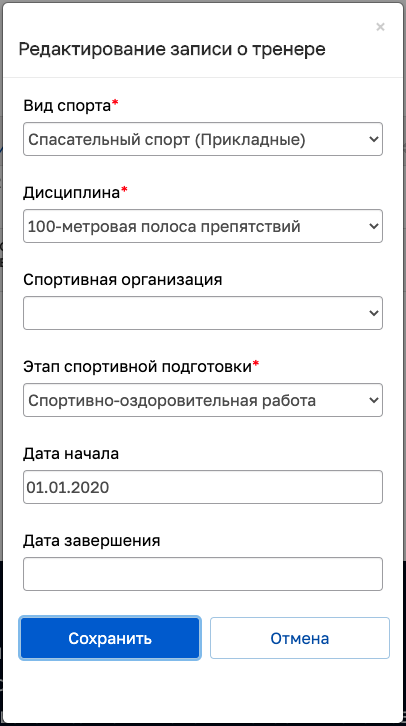 ×
Редактирование записи о тренере
Вид спорта*
Спасательный спорт (Прикладные)
Дисциплина*
100-метровая полоса препятствий
Спортивная организация
Этап спортивной подготовки*
Спортивно-оздоровительная работа
Дата начала
01.01.2020
Дата завершения
Сохранить
Отмена